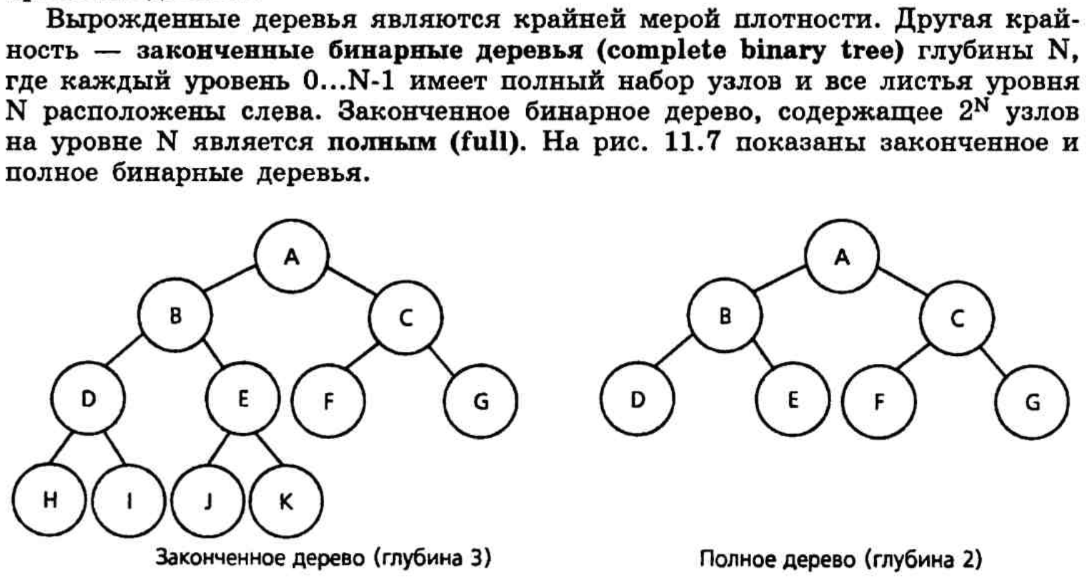 Вырожденные деревья являются крайней мерой плотности. Другая край-
ность — законченные бинарные деревья (complete binary tree) глубины N,
где каждый уровень 0...N-1 имеет полный набор узлов и все листья уровня
N расположены слева. Законченное бинарное дерево, содержащее 2ᴺ узлов
на уровне N является полным (full). На рис. 11.7 показаны законченное и
полное бинарные деревья.
A
B C
D E F G
H I J K
Законченное дерево (глубина 3)
A
B C
D E F G
Полное дерево (глубина 2)